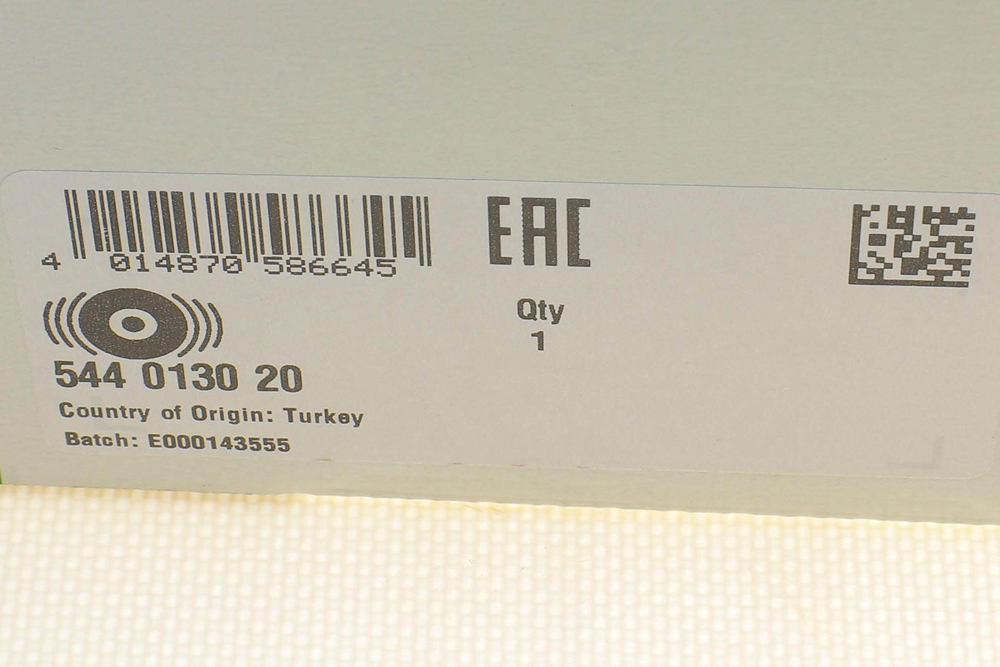 4 014870 586645
EAC
Qty
1
544 0130 20
Country of Origin: Turkey
Batch: E000143555